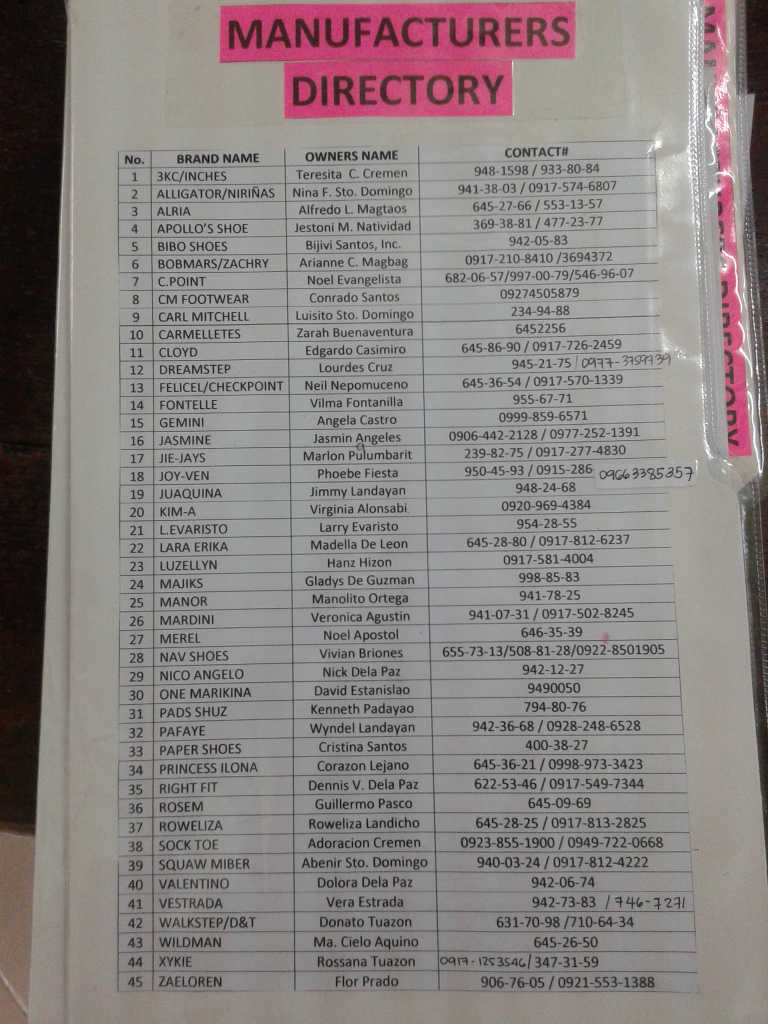 MANUFACTURERS
DIRECTORY
No. BRAND NAME OWNERS NAME CONTACT#
1 3KC/INCHES Teresita C. Cremen 948-1598 / 933-80-84
2 ALLIGATOR/NIRIÑAS Nina F. Sto. Domingo 941-38-03 / 0917-574-6807
3 ALRIA Alfredo L. Magtaos 645-27-66 / 553-13-57
4 APOLLO'S SHOE Jestoni M. Natividad 369-38-81 / 477-23-77
5 BIBO SHOES Bijivi Santos, Inc. 942-05-83
6 BOBMARS/ZACHRY Arianne C. Magbag 0917-210-8410 /3694372
7 C.POINT Noel Evangelista 682-06-57/997-00-79/546-96-07
8 CM FOOTWEAR Conrado Santos 09274505879
9 CARL MITCHELL Luisito Sto. Domingo 234-94-88
10 CARMELLETES Zarah Buenaventura 6452256
11 CLOYD Edgardo Casimiro 645-86-90 / 0917-726-2459
12 DREAMSTEP Lourdes Cruz 945-21-75 /
13 FELICEL/CHECKPOINT Neil Nepomuceno 645-36-54 / 0917-570-1339
14 FONTELLE Vilma Fontanilla 955-67-71
15 GEMINI Angela Castro 0999-859-6571
16 JASMINE Jasmin Angeles 0906-442-2128 / 0977-252-1391
17 JIE-JAYS Marlon Pulumbarit 239-82-75 / 0917-277-4830
18 JOY-VEN Phoebe Fiesta 950-45-93 / 0915-286 09663385357
19 JUAQUINA Jimmy Landayan 948-24-68
20 KIM-A Virginia Alonsabi 0920-969-4384
21 L.EVARISTO Larry Evaristo 954-28-55
22 LARA ERIKA Madella De Leon 645-28-80 / 0917-812-6237
23 LUZELLYN Hanz Hizon 0917-581-4004
24 MAJIKS Gladys De Guzman 998-85-83
25 MANOR Manolito Ortega 941-78-25
26 MARDINI Veronica Agustin 941-07-31 / 0917-502-8245
27 MEREL Noel Apostol 646-35-39
28 NAV SHOES Vivian Briones 655-73-13/508-81-28/0922-8501905
29 NICO ANGELO Nick Dela Paz 942-12-27
30 ONE MARIKINA David Estanislao 9490050
31 PADS SHUZ Kenneth Padayao 794-80-76
32 PAFAYE Wyndel Landayan 942-36-68 / 0928-248-6528
33 PAPER SHOES Cristina Santos 400-38-27
34 PRINCESS ILONA Corazon Lejano 645-36-21 / 0998-973-3423
35 RIGHT FIT Dennis V. Dela Paz 622-53-46 / 0917-549-7344
36 ROSEM Guillermo Pasco 645-09-69
37 ROWELIZA Roweliza Landicho 645-28-25 / 0917-813-2825
38 SOCK TOE Adoracion Cremen 0923-855-1900 / 0949-722-0668
39 SQUAW MIBER Abenir Sto. Domingo 940-03-24 / 0917-812-4222
40 VALENTINO Dolora Dela Paz 942-06-74
41 VESTRADA Vera Estrada 942-73-83 / 746-7271
42 WALKSTEP/D&T Donato Tuazon 631-70-98 /710-64-34
43 WILDMAN Ma. Cielo Aquino 645-26-50
44 XYKIE Rossana Tuazon 0917-1253546/ 347-31-59
45 ZAELOREN Flor Prado 906-76-05 / 0921-553-1388
DIRECTORY